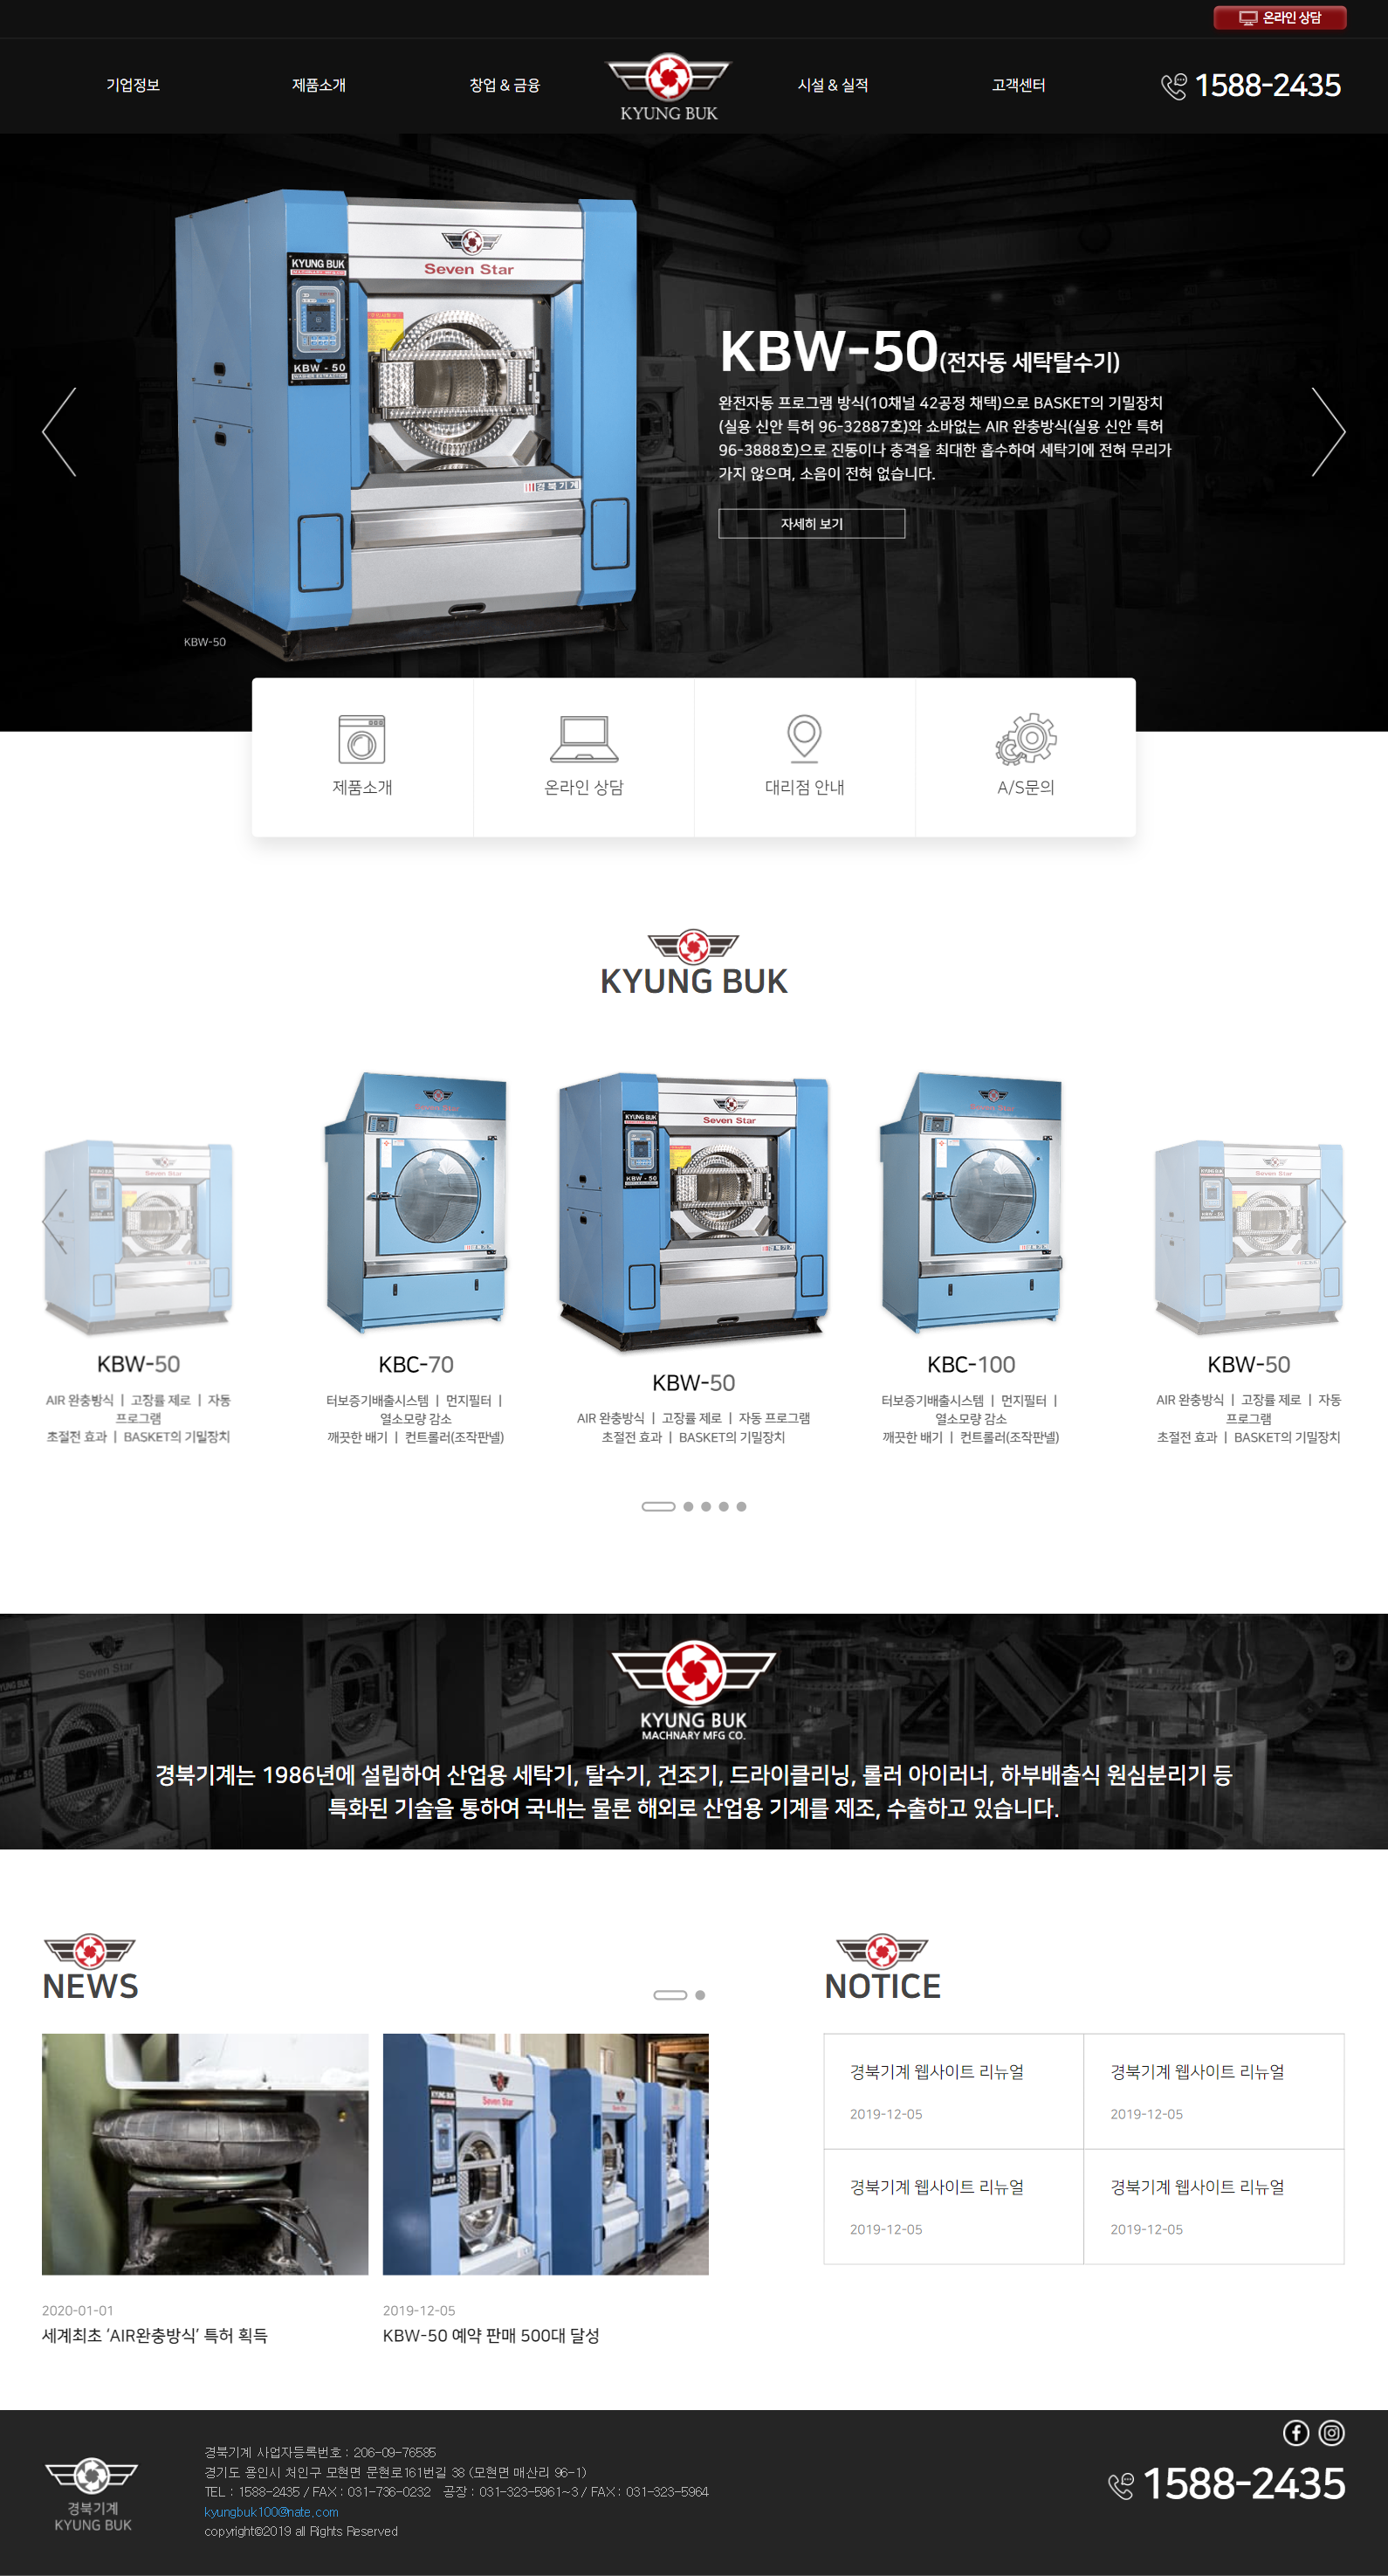 온라인 상담
기업정보
제품소개
창업 & 금융
KYUNG BUK
시설 & 실적
고객센터
1588-2435
KYUNG BUK
KBW - 50
Seven Star
경북기계
KBW-50
KBW-50(전자동 세탁탈수기)
완전자동 프로그램 방식(10채널 42공정 채택)으로 BASKET의 기밀장치
(실용 신안 특허 96-32887호)와 쇼바없는 AIR 완충방식(실용 신안 특허
96-3888호)으로 진동이나 충격을 최대한 흡수하여 세탁기에 전혀 무리가
가지 않으며, 소음이 전혀 없습니다.
자세히 보기
제품소개
온라인 상담
대리점 안내
A/S문의
KYUNG BUK
Seven Star
KYUNG BUK
KBW - 50
Seven Star
Seven Star
KBW-50
AIR 완충방식 ㅣ 고장률 제로 ㅣ 자동
프로그램
초절전 효과 ㅣ BASKET의 기밀장치
KBC-70
터보증기배출시스템 ㅣ 먼지필터 ㅣ
열소모량 감소
깨끗한 배기 ㅣ 컨트롤러(조작판넬)
KBW-50
AIR 완충방식 ㅣ 고장률 제로 ㅣ 자동 프로그램
초절전 효과 ㅣ BASKET의 기밀장치
KBC-100
터보증기배출시스템 ㅣ 먼지필터 ㅣ
열소모량 감소
깨끗한 배기 ㅣ 컨트롤러(조작판넬)
KBW-50
AIR 완충방식 ㅣ 고장률 제로 ㅣ 자동
프로그램
초절전 효과 ㅣ BASKET의 기밀장치
Seven Star
KYUNG BUK
MACHNARY MFG CO.
경북기계는 1986년에 설립하여 산업용 세탁기, 탈수기, 건조기, 드라이클리닝, 롤러 아이러너, 하부배출식 원심분리기 등
특화된 기술을 통하여 국내는 물론 해외로 산업용 기계를 제조, 수출하고 있습니다.
NEWS
Seven Star
2020-01-01
세계최초 ‘AIR완충방식’ 특허 획득
2019-12-05
KBW-50 예약 판매 500대 달성
NOTICE
경북기계 웹사이트 리뉴얼
2019-12-05
경북기계 웹사이트 리뉴얼
2019-12-05
경북기계 웹사이트 리뉴얼
2019-12-05
경북기계 웹사이트 리뉴얼
2019-12-05
경북기계
KYUNG BUK
경북기계 사업자등록번호 : 206-09-76585
경기도 용인시 처인구 모현면 문현로161번길 38 (모현면 매산리 96-1)
TEL : 1588-2435 / FAX : 031-736-0232 공장 : 031-323-5961~3 / FAX : 031-323-5964
kyungbuk100@nate.com
copyright©2019 all Rights Reserved
1588-2435